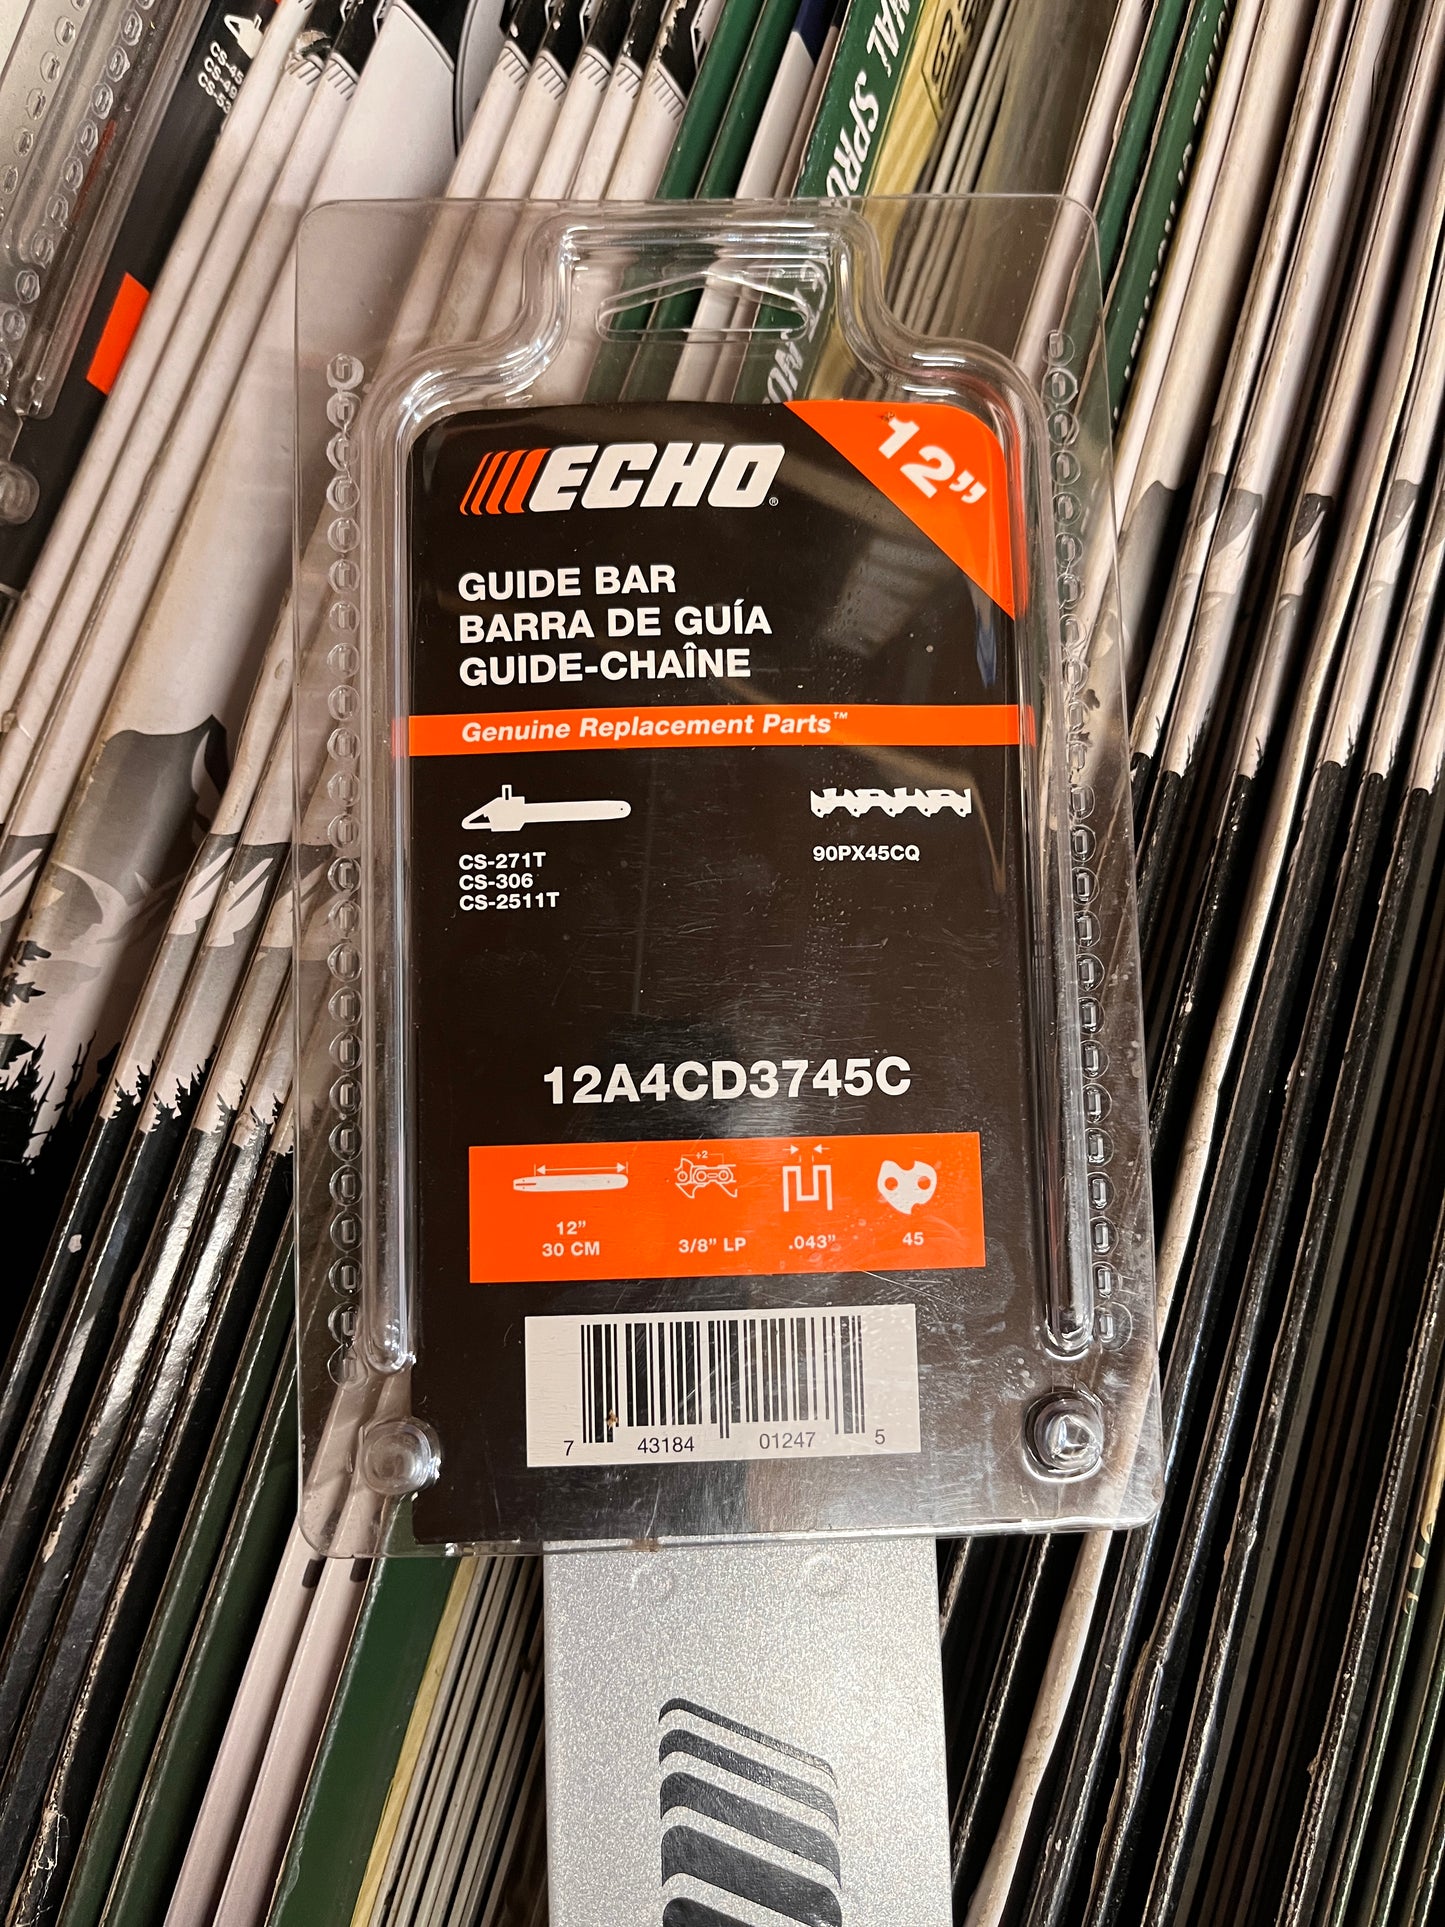 ECHO®
12"
GUIDE BAR
BARRA DE GUÍA
GUIDE-CHAÎNE
Genuine Replacement Parts™
CS-271T
CS-306
CS-2511T
90PX45CQ
12A4CD3745C
+2
12"
30 CM
3/8" LP
.043"
45
7 43184 01247 5